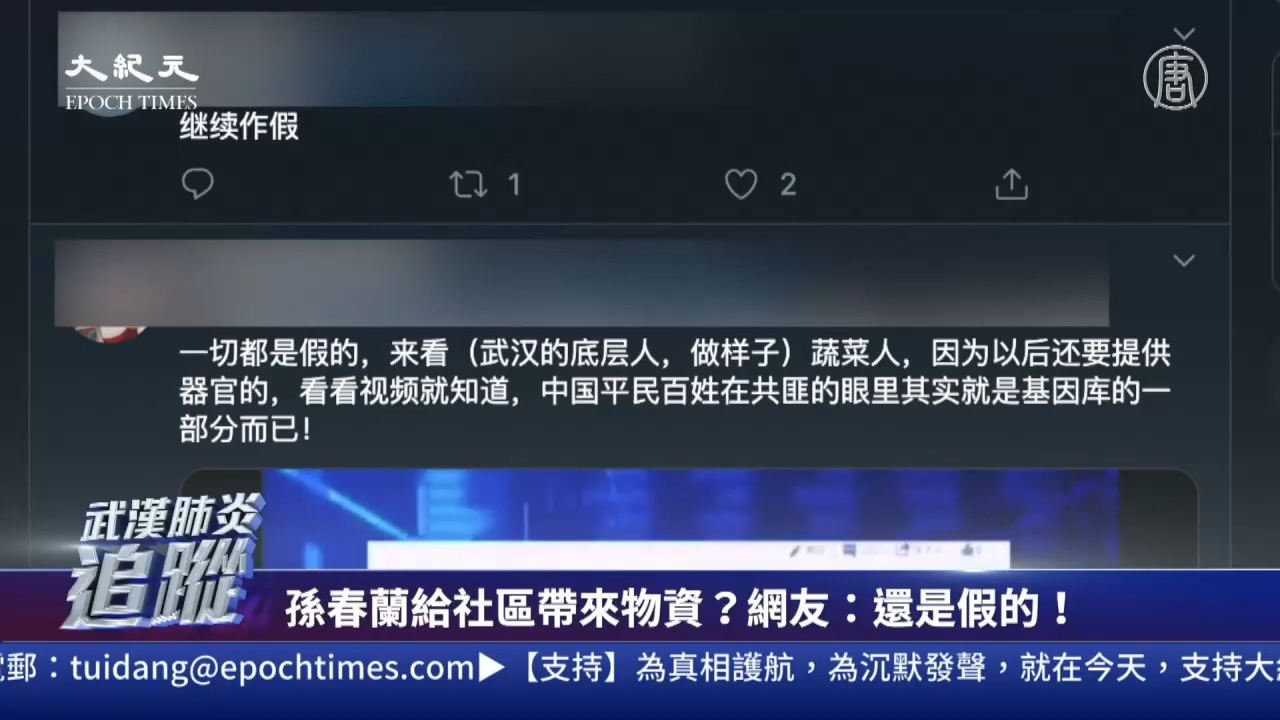 大紀元
EPOCH TIMES
唐
继续作假
1
2
一切都是假的，来看（武汉的底层人，做样子）蔬菜人，因为以后还要提供
器官的，看看视频就知道，中国平民百姓在共匪的眼里其实就是基因库的一
部分而已！
武漢肺炎
追蹤
孫春蘭給社區帶來物資？網友：還是假的！
郵：tuidang@epochtimes.com▶【支持】為真相護航，為沉默發聲，就在今天，支持大